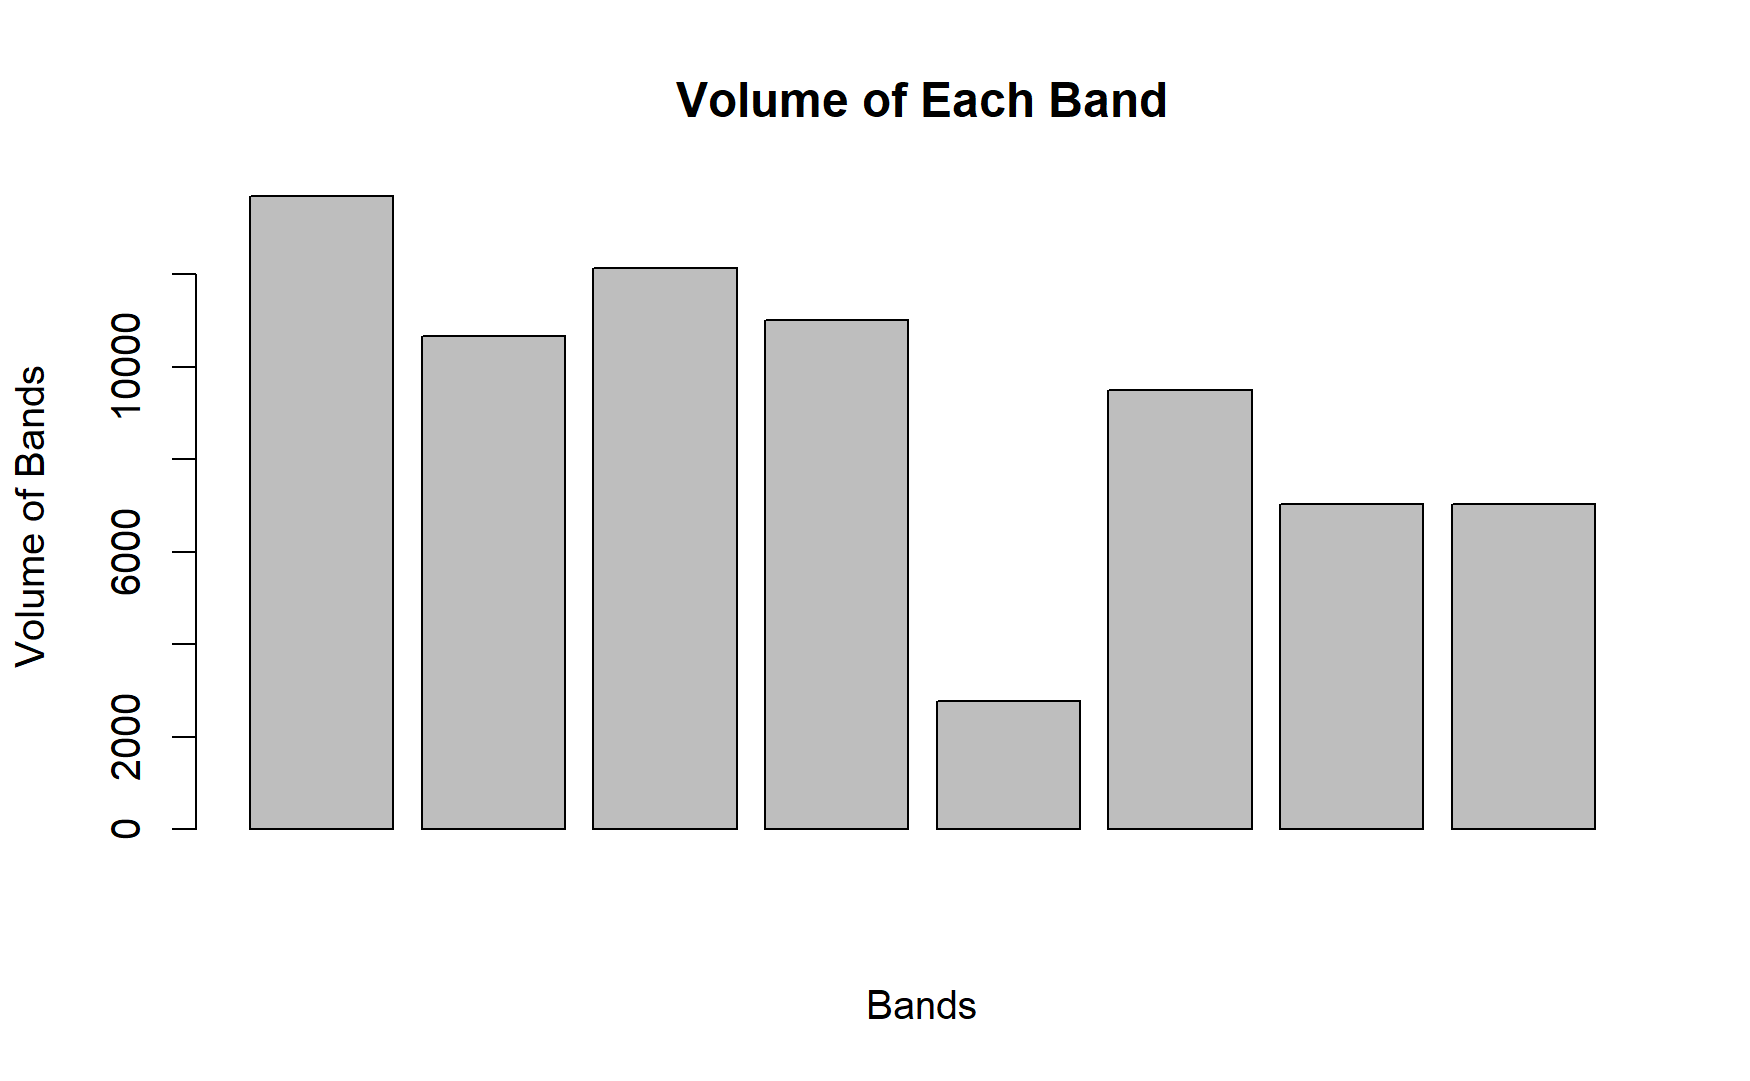 Volume of Each Band
Volume of Bands
10000
6000
2000
0
Bands